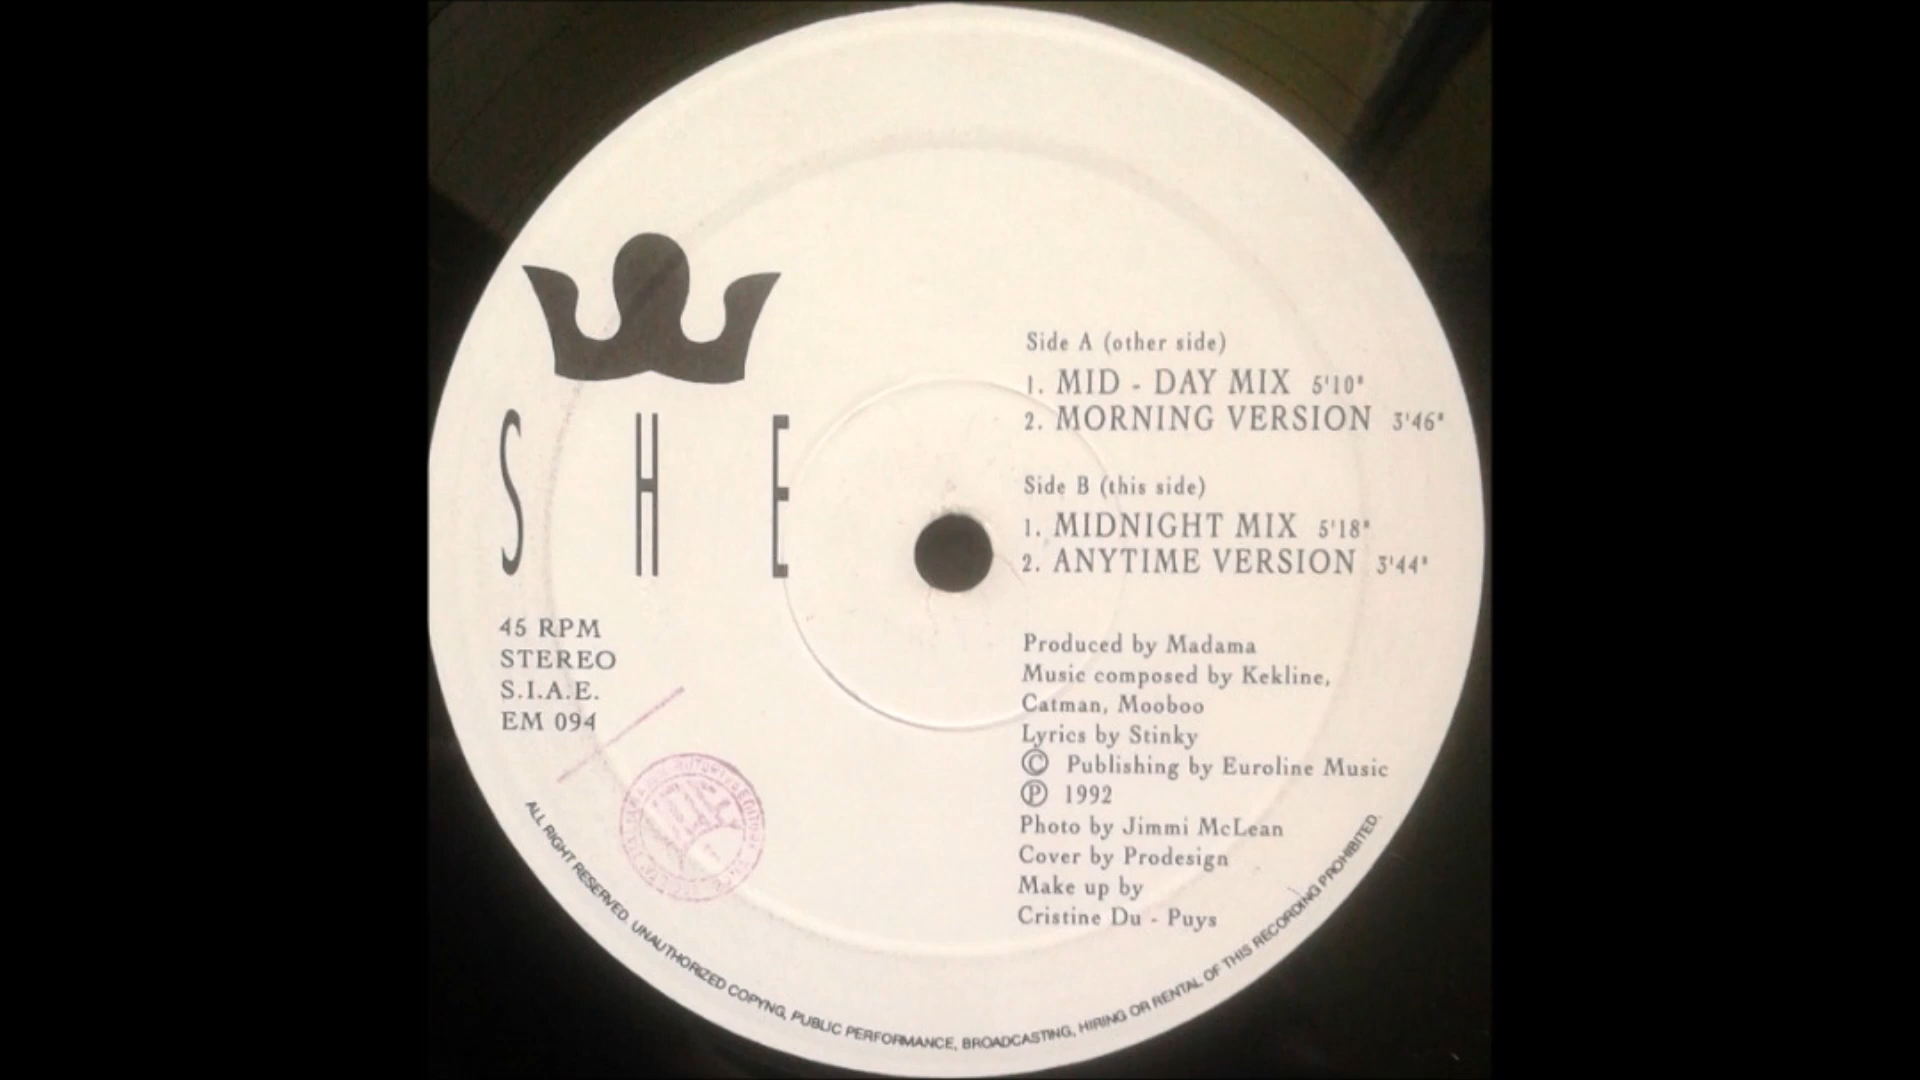 S H E
45 RPM
STEREO
S.I.A.E.
EM 094
Side A (other side)
1. MID - DAY MIX 5'10"
2. MORNING VERSION 3'46"
Side B (this side)
1. MIDNIGHT MIX 5'18"
2. ANYTIME VERSION 3'44"
Produced by Madama
Music composed by Kekline,
Catman, Mooboo
Lyrics by Stinky
© Publishing by Euroline Music
℗ 1992
Photo by Jimmi McLean
Cover by Prodesign
Make up by
Cristine Du - Puys
ALL RIGHT RESERVED. UNAUTHORIZED COPYNG, PUBLIC PERFORMANCE, BROADCASTING, HIRING OR RENTAL OF THIS RECORDING PROHIBITED.